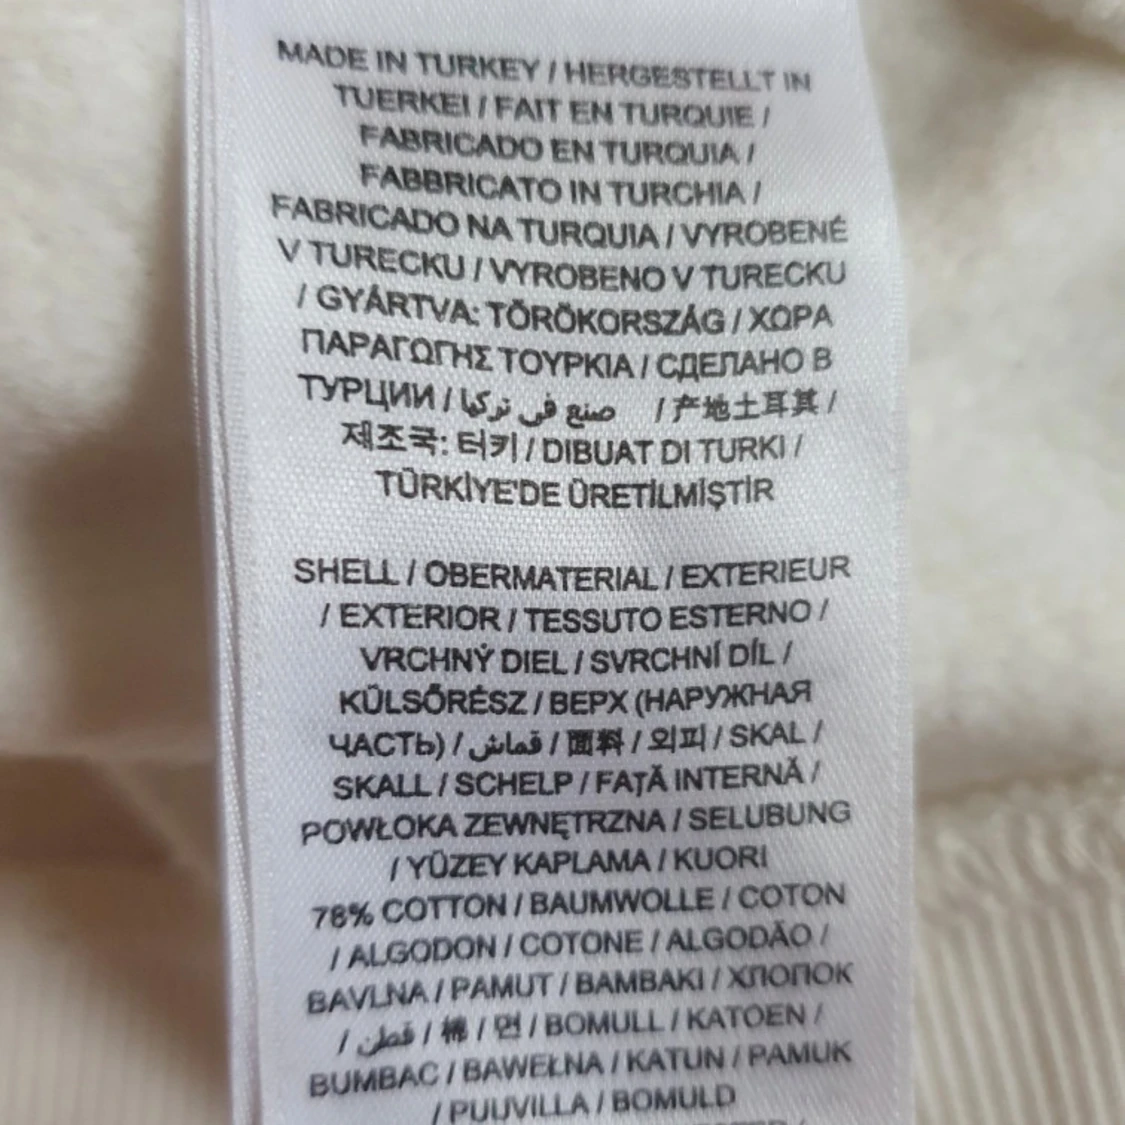 MADE IN TURKEY / HERGESTELLT IN
TUERKEI / FAIT EN TURQUIE /
FABRICADO EN TURQUIA /
FABBRICATO IN TURCHIA /
FABRICADO NA TURQUIA / VYROBENÉ
V TURECKU / VYROBENO V TURECKU
/ GYÁRTVA: TÖRÖKORSZÁG / ΧΩΡΑ
ΠΑΡΑΓΩΓΗΣ ΤΟΥΡΚΙΑ / СДЕЛАНО В
ТУРЦИИ / صنع في تركيا / 产地土耳其 /
제조국: 터키 / DIBUAT DI TURKI /
TÜRKİYE'DE ÜRETİLMİŞTİR
SHELL / OBERMATERIAL / EXTERIEUR
/ EXTERIOR / TESSUTO ESTERNO /
VRCHNÝ DIEL / SVRCHNÍ DÍL /
KÜLSŐRÉSZ / ВЕРХ (НАРУЖНАЯ
ЧАСТЬ) / قماش / 面料 / 외피 / SKAL /
SKALL / SCHELP / FAŢĂ INTERNĂ /
POWŁOKA ZEWNĘTRZNA / SELUBUNG
/ YÜZEY KAPLAMA / KUORI
78% COTTON / BAUMWOLLE / COTON
/ ALGODON / COTONE / ALGODÃO /
BAVLNA / PAMUT / BAMBAKI / ХЛОПОК
/ قطن / 棉 / 면 / BOMULL / KATOEN /
BUMBAC / BAWEŁNA / KATUN / PAMUK
/ PUUVILLA / BOMULD